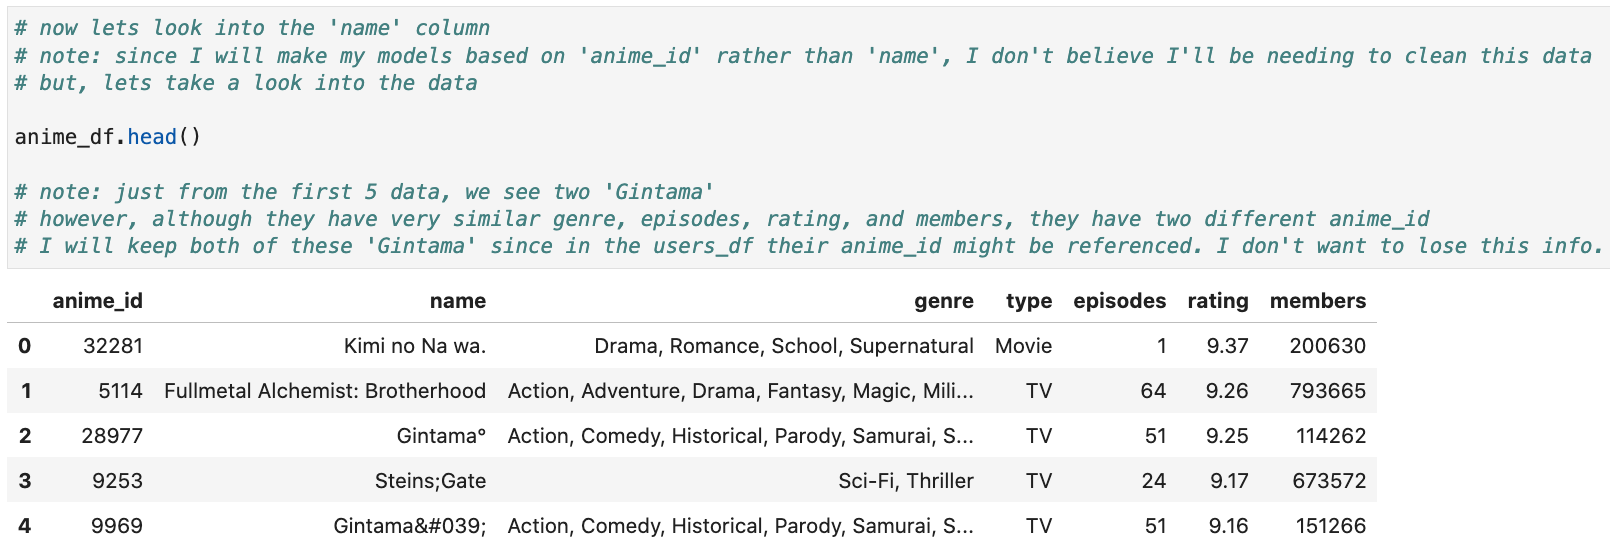 # now lets look into the 'name' column
# note: since I will make my models based on 'anime_id' rather than 'name', I don't believe I'll be needing to clean this data
# but, lets take a look into the data
anime_df.head()
# note: just from the first 5 data, we see two 'Gintama'
# however, although they have very similar genre, episodes, rating, and members, they have two different anime_id
# I will keep both of these 'Gintama' since in the users_df their anime_id might be referenced. I don't want to lose this info.
anime_id name genre type episodes rating members
0 32281 Kimi no Na wa. Drama, Romance, School, Supernatural Movie 1 9.37 200630
1 5114 Fullmetal Alchemist: Brotherhood Action, Adventure, Drama, Fantasy, Magic, Mili... TV 64 9.26 793665
2 28977 Gintama° Action, Comedy, Historical, Parody, Samurai, S... TV 51 9.25 114262
3 9253 Steins;Gate Sci-Fi, Thriller TV 24 9.17 673572
4 9969 Gintama&#039; Action, Comedy, Historical, Parody, Samurai, S... TV 51 9.16 151266